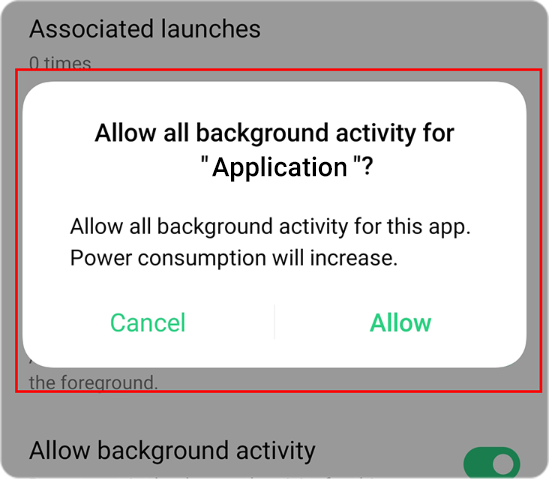 Associated launches
0 times
Allow all background activity for
"Application "?
Allow all background activity for this app.
Power consumption will increase.
Cancel
Allow
the foreground.
Allow background activity